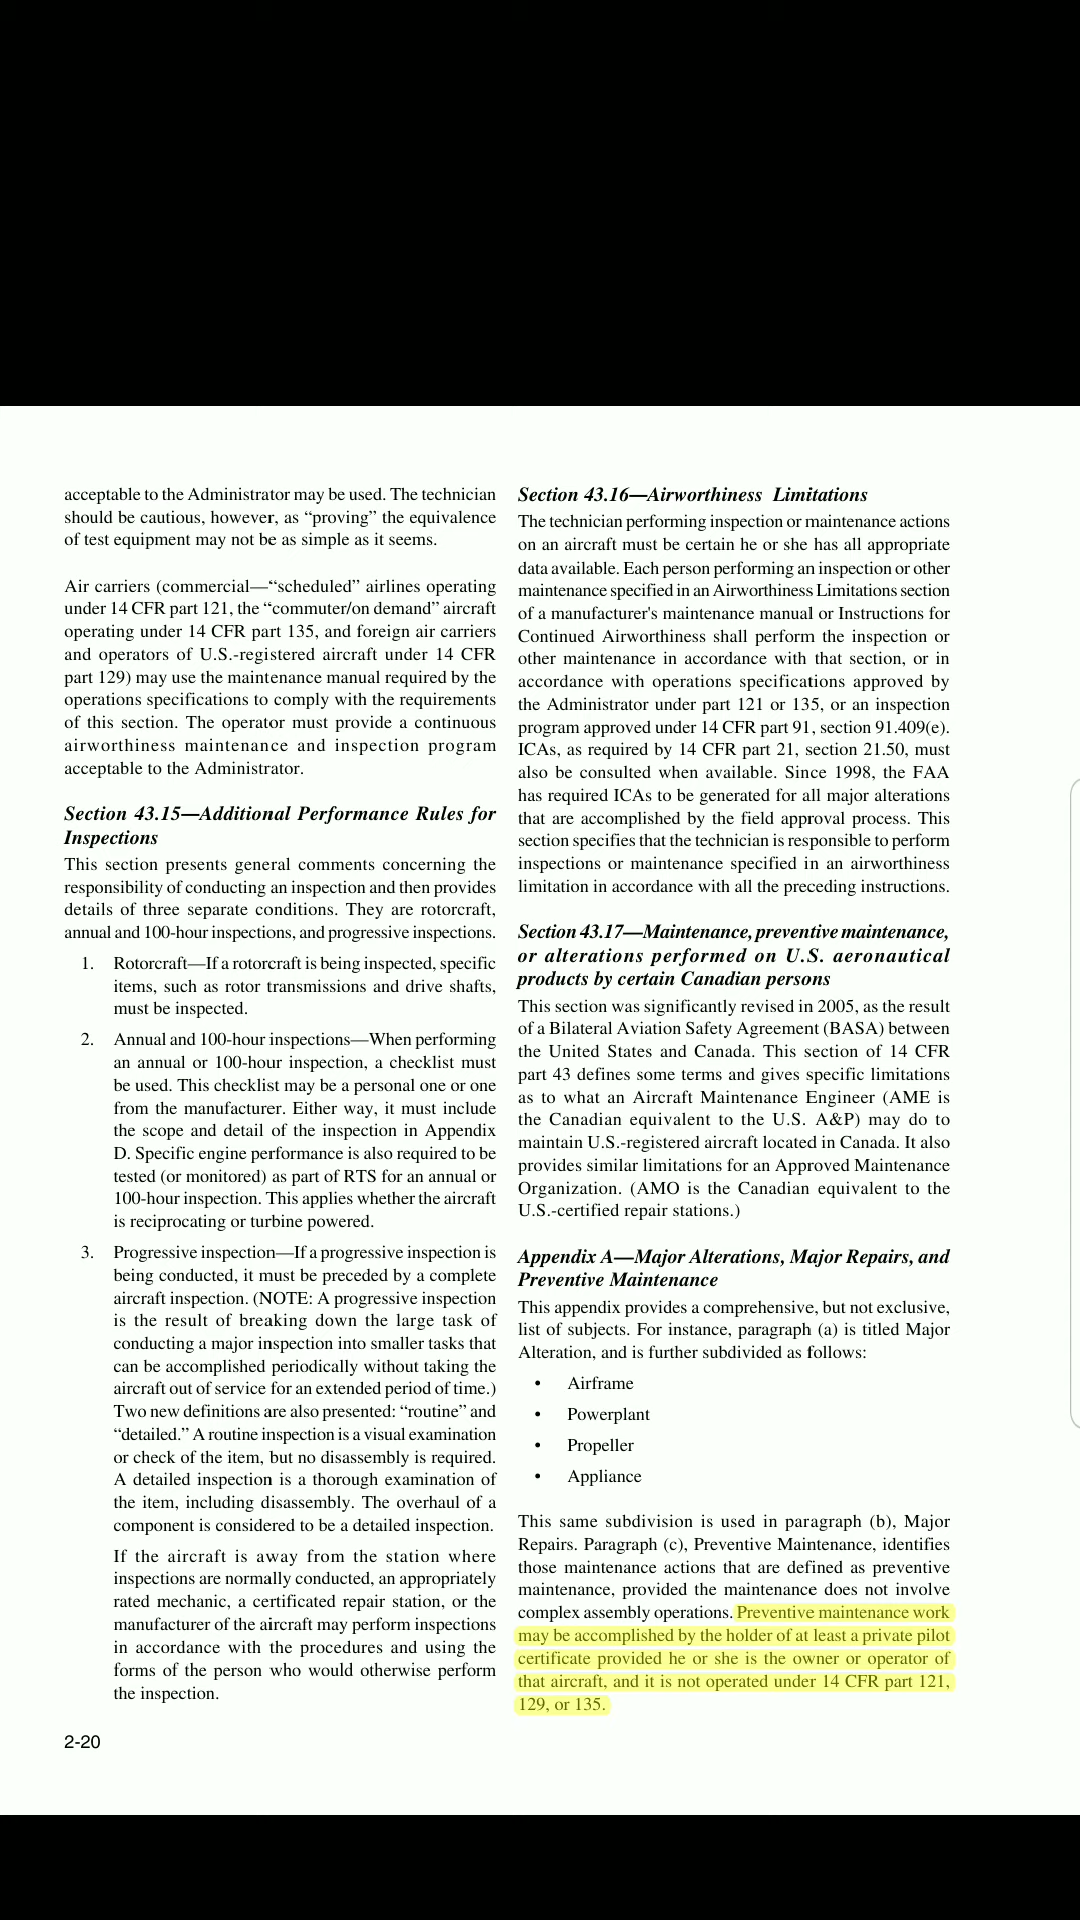 acceptable to the Administrator may be used. The technician
should be cautious, however, as “proving” the equivalence
of test equipment may not be as simple as it seems.
Air carriers (commercial—“scheduled” airlines operating
under 14 CFR part 121, the “commuter/on demand” aircraft
operating under 14 CFR part 135, and foreign air carriers
and operators of U.S.-registered aircraft under 14 CFR
part 129) may use the maintenance manual required by the
operations specifications to comply with the requirements
of this section. The operator must provide a continuous
airworthiness maintenance and inspection program
acceptable to the Administrator.
Section 43.15—Additional Performance Rules for
Inspections
This section presents general comments concerning the
responsibility of conducting an inspection and then provides
details of three separate conditions. They are rotorcraft,
annual and 100-hour inspections, and progressive inspections.
1. Rotorcraft—If a rotorcraft is being inspected, specific
items, such as rotor transmissions and drive shafts,
must be inspected.
2. Annual and 100-hour inspections—When performing
an annual or 100-hour inspection, a checklist must
be used. This checklist may be a personal one or one
from the manufacturer. Either way, it must include
the scope and detail of the inspection in Appendix
D. Specific engine performance is also required to be
tested (or monitored) as part of RTS for an annual or
100-hour inspection. This applies whether the aircraft
is reciprocating or turbine powered.
3. Progressive inspection—If a progressive inspection is
being conducted, it must be preceded by a complete
aircraft inspection. (NOTE: A progressive inspection
is the result of breaking down the large task of
conducting a major inspection into smaller tasks that
can be accomplished periodically without taking the
aircraft out of service for an extended period of time.)
Two new definitions are also presented: “routine” and
“detailed.” A routine inspection is a visual examination
or check of the item, but no disassembly is required.
A detailed inspection is a thorough examination of
the item, including disassembly. The overhaul of a
component is considered to be a detailed inspection.
If the aircraft is away from the station where
inspections are normally conducted, an appropriately
rated mechanic, a certificated repair station, or the
manufacturer of the aircraft may perform inspections
in accordance with the procedures and using the
forms of the person who would otherwise perform
the inspection.
2-20
Section 43.16—Airworthiness Limitations
The technician performing inspection or maintenance actions
on an aircraft must be certain he or she has all appropriate
data available. Each person performing an inspection or other
maintenance specified in an Airworthiness Limitations section
of a manufacturer's maintenance manual or Instructions for
Continued Airworthiness shall perform the inspection or
other maintenance in accordance with that section, or in
accordance with operations specifications approved by
the Administrator under part 121 or 135, or an inspection
program approved under 14 CFR part 91, section 91.409(e).
ICAs, as required by 14 CFR part 21, section 21.50, must
also be consulted when available. Since 1998, the FAA
has required ICAs to be generated for all major alterations
that are accomplished by the field approval process. This
section specifies that the technician is responsible to perform
inspections or maintenance specified in an airworthiness
limitation in accordance with all the preceding instructions.
Section 43.17—Maintenance, preventive maintenance,
or alterations performed on U.S. aeronautical
products by certain Canadian persons
This section was significantly revised in 2005, as the result
of a Bilateral Aviation Safety Agreement (BASA) between
the United States and Canada. This section of 14 CFR
part 43 defines some terms and gives specific limitations
as to what an Aircraft Maintenance Engineer (AME is
the Canadian equivalent to the U.S. A&P) may do to
maintain U.S.-registered aircraft located in Canada. It also
provides similar limitations for an Approved Maintenance
Organization. (AMO is the Canadian equivalent to the
U.S.-certified repair stations.)
Appendix A—Major Alterations, Major Repairs, and
Preventive Maintenance
This appendix provides a comprehensive, but not exclusive,
list of subjects. For instance, paragraph (a) is titled Major
Alteration, and is further subdivided as follows:
• Airframe
• Powerplant
• Propeller
• Appliance
This same subdivision is used in paragraph (b), Major
Repairs. Paragraph (c), Preventive Maintenance, identifies
those maintenance actions that are defined as preventive
maintenance, provided the maintenance does not involve
complex assembly operations. Preventive maintenance work
may be accomplished by the holder of at least a private pilot
certificate provided he or she is the owner or operator of
that aircraft, and it is not operated under 14 CFR part 121,
129, or 135.